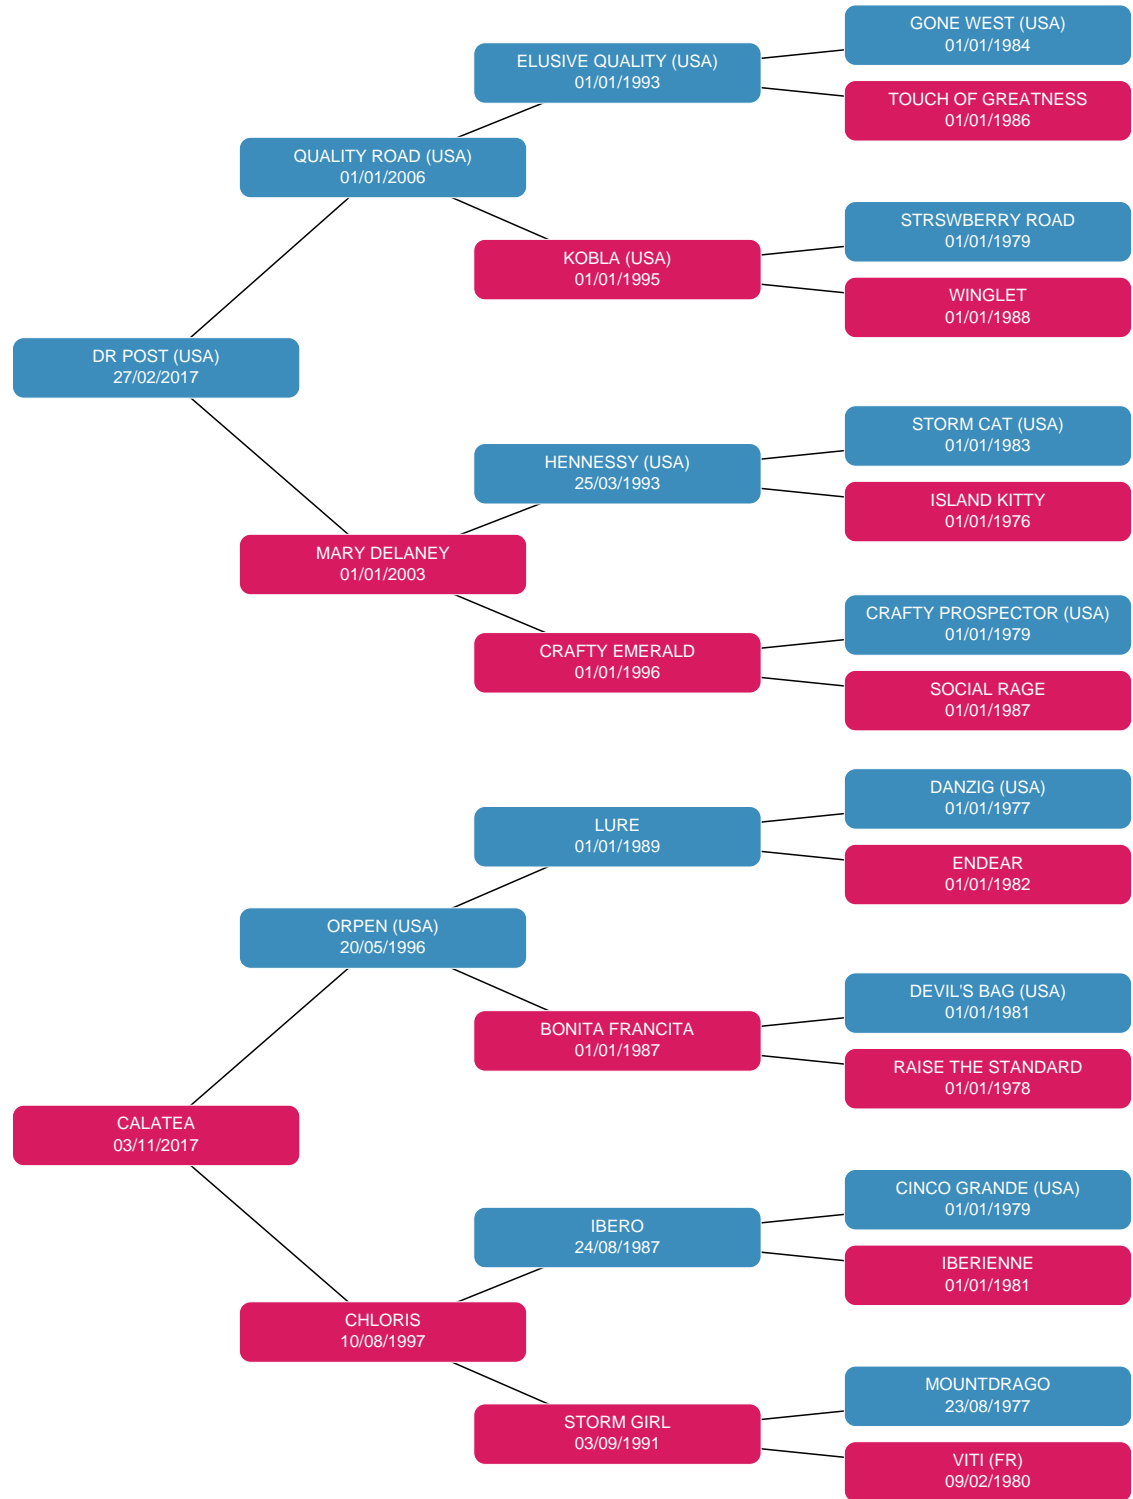 GONE WEST (USA)
01/01/1984
ELUSIVE QUALITY (USA)
01/01/1993
TOUCH OF GREATNESS
01/01/1986
QUALITY ROAD (USA)
01/01/2006
STRSWBERRY ROAD
01/01/1979
KOBLA (USA)
01/01/1995
WINGLET
01/01/1988
DR POST (USA)
27/02/2017
STORM CAT (USA)
01/01/1983
HENNESSY (USA)
25/03/1993
ISLAND KITTY
01/01/1976
MARY DELANEY
01/01/2003
CRAFTY PROSPECTOR (USA)
01/01/1979
CRAFTY EMERALD
01/01/1996
SOCIAL RAGE
01/01/1987
DANZIG (USA)
01/01/1977
LURE
01/01/1989
ENDEAR
01/01/1982
ORPEN (USA)
20/05/1996
DEVIL'S BAG (USA)
01/01/1981
BONITA FRANCITA
01/01/1987
RAISE THE STANDARD
01/01/1978
CALATEA
03/11/2017
CINCO GRANDE (USA)
01/01/1979
IBERO
24/08/1987
IBERIENNE
01/01/1981
CHLORIS
10/08/1997
MOUNTDRAGO
23/08/1977
STORM GIRL
03/09/1991
VITI (FR)
09/02/1980